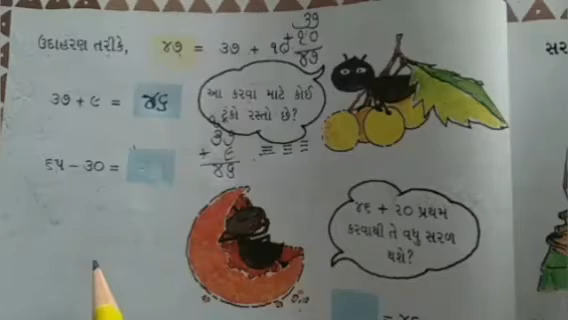 ઉદાહરણ તરીકે, ૪૭ = ૩૭ + ૧૦
૩૭
+ ૧૦
૪૭
આ કરવા માટે કોઈ
ટૂંકો રસ્તો છે?
૩૭ + ૯ = ૪૬
૩૭
+ ૯
૪૬
૬૫ - ૩૦ =
૪૬ + ૨૦ પ્રથમ
કરવાથી તે વધુ સરળ
થશે?
સર